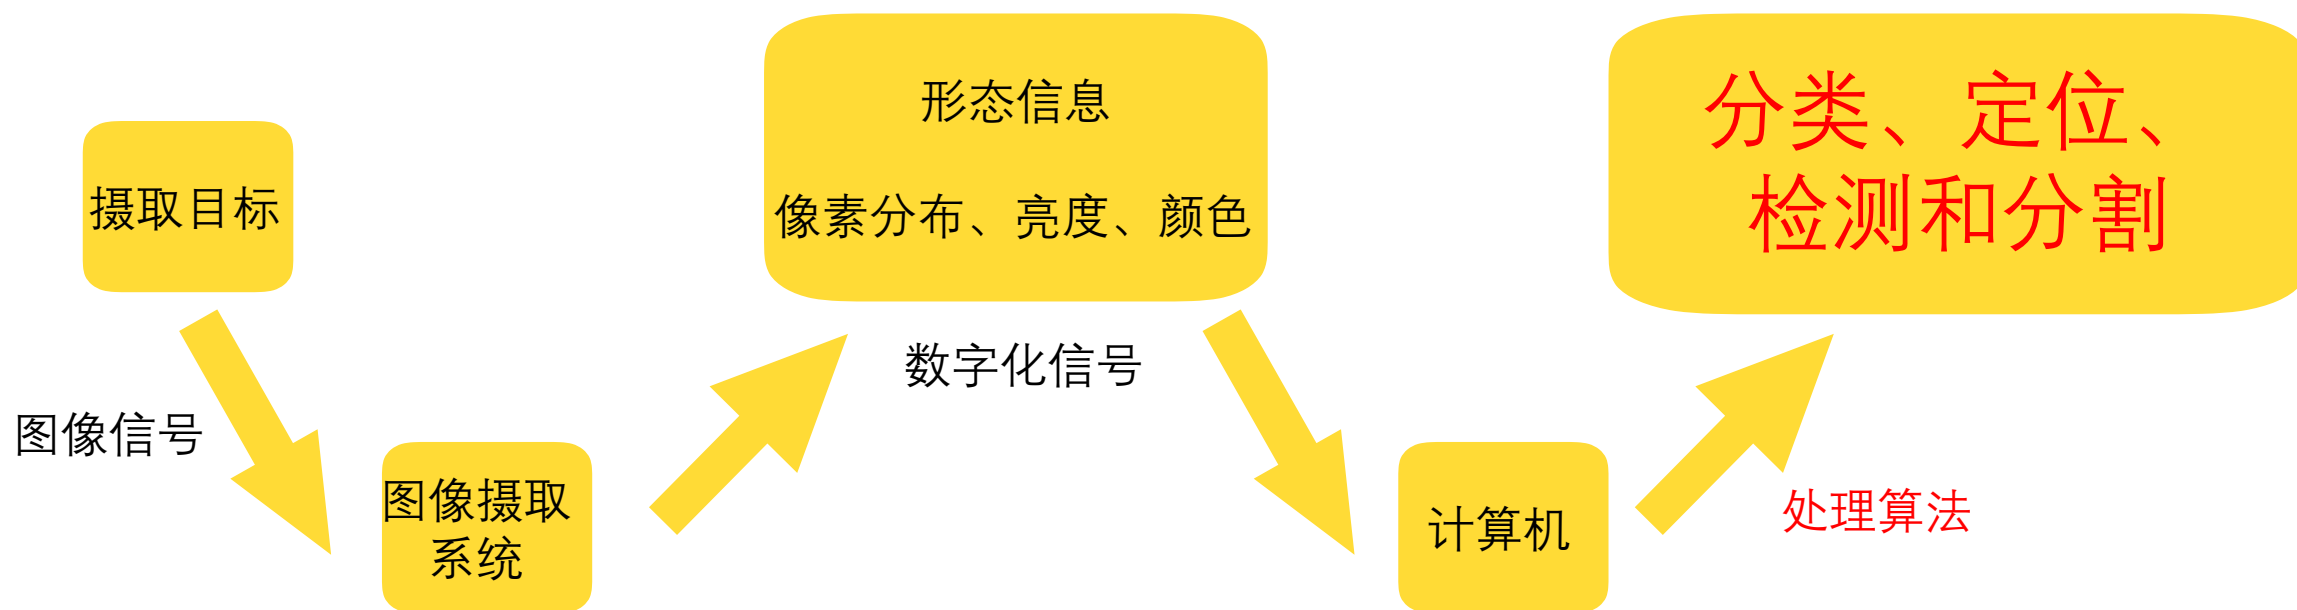 摄取目标
图像信号
图像摄取
系统
形态信息
像素分布、亮度、颜色
数字化信号
计算机
处理算法
分类、定位、
检测和分割